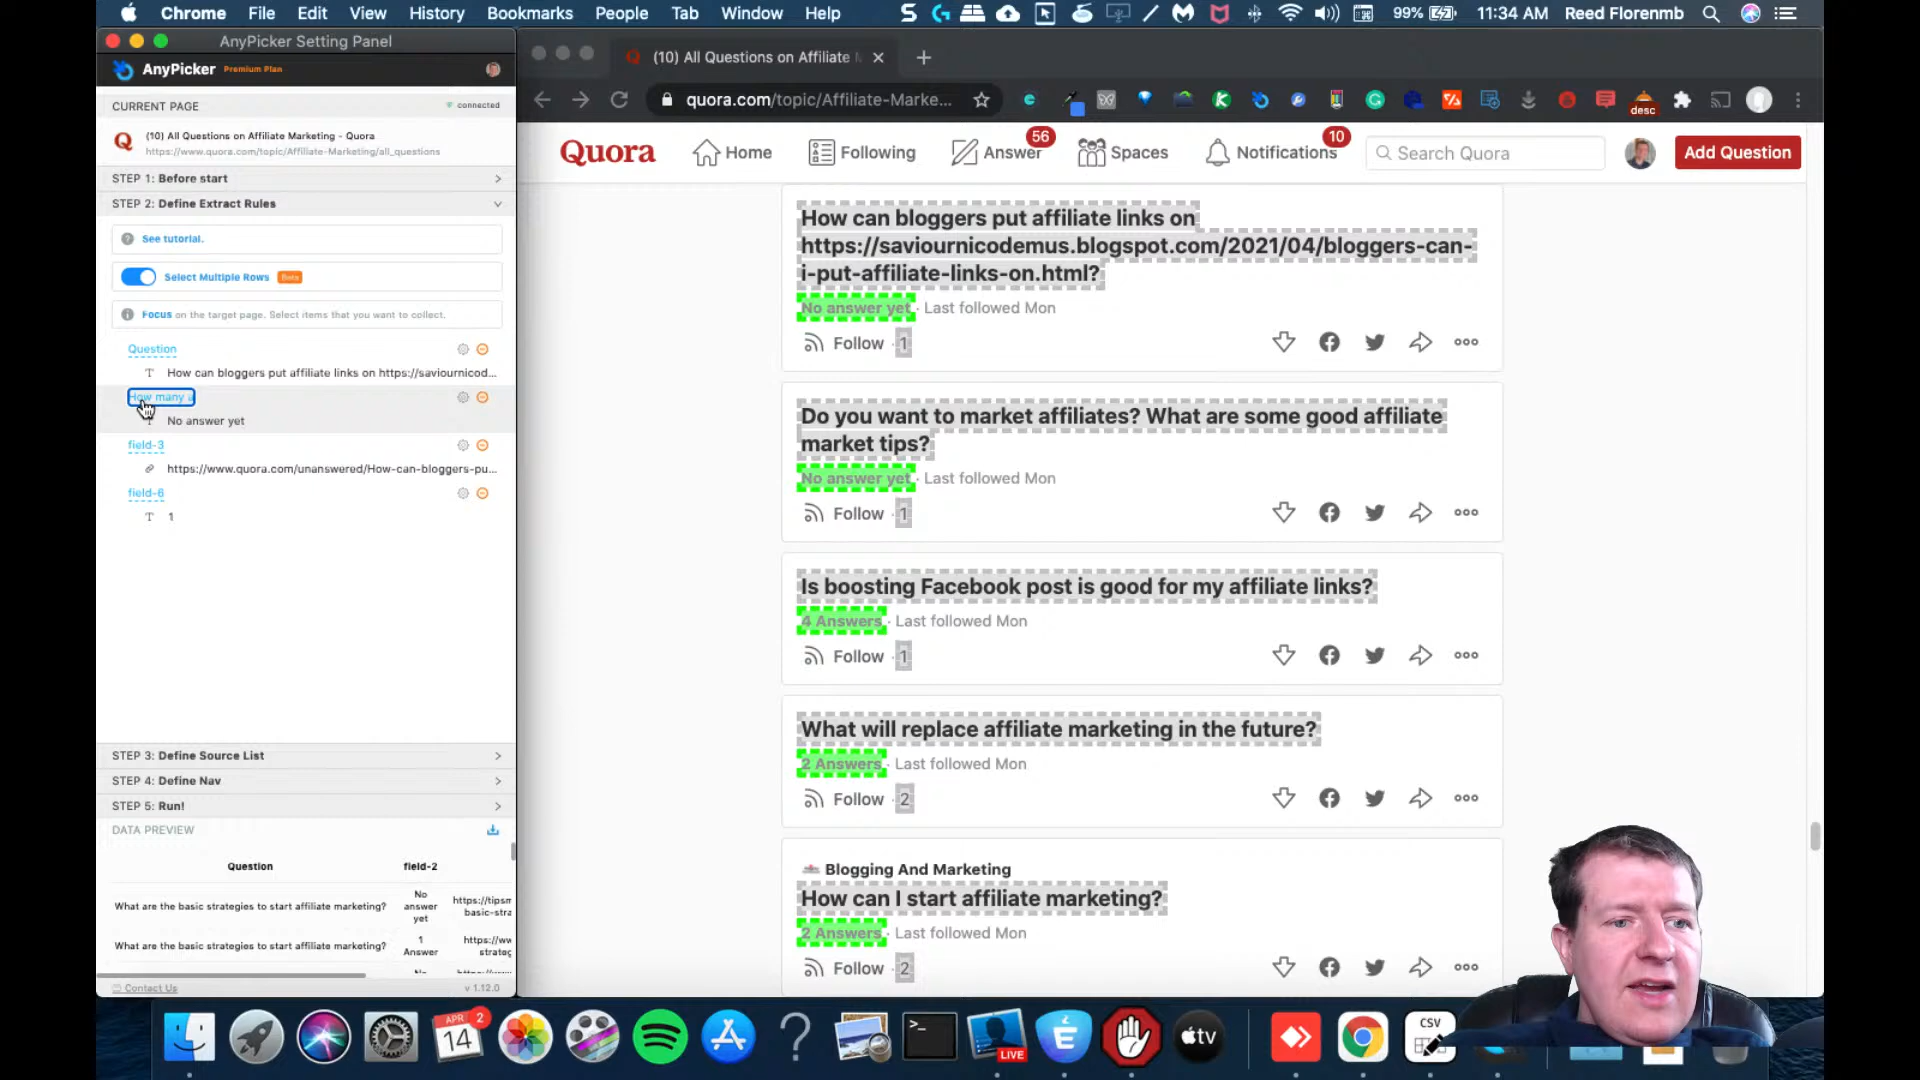 Chrome File Edit View History Bookmarks People Tab Window Help
99% 11:34 AM Reed Florenmb
AnyPicker Setting Panel
AnyPicker Premium Plan
CURRENT PAGE
connected
(10) All Questions on Affiliate Marketing - Quora
https://www.quora.com/topic/Affiliate-Marketing/all_questions
STEP 1: Before start
STEP 2: Define Extract Rules
See tutorial.
Select Multiple Rows Beta
Focus on the target page. Select items that you want to collect.
Question
How can bloggers put affiliate links on https://saviournicod...
How many a
No answer yet
field-3
https://www.quora.com/unanswered/How-can-bloggers-pu...
field-6
1
STEP 3: Define Source List
STEP 4: Define Nav
STEP 5: Run!
DATA PREVIEW
Question field-2
What are the basic strategies to start affiliate marketing?
No answer yet
https://tipsm
basic-stra
What are the basic strategies to start affiliate marketing?
1 Answer
https://ww
strateg
Contact Us v 1.12.0
(10) All Questions on Affiliate
quora.com/topic/Affiliate-Marke...
desc
Quora Home Following Answer 56 Spaces Notifications 10 Search Quora Add Question
How can bloggers put affiliate links on
https://saviournicodemus.blogspot.com/2021/04/bloggers-can-
i-put-affiliate-links-on.html?
No answer yet · Last followed Mon
Follow · 1
Do you want to market affiliates? What are some good affiliate
market tips?
No answer yet · Last followed Mon
Follow · 1
Is boosting Facebook post is good for my affiliate links?
4 Answers · Last followed Mon
Follow · 1
What will replace affiliate marketing in the future?
2 Answers · Last followed Mon
Follow · 2
Blogging And Marketing
How can I start affiliate marketing?
2 Answers · Last followed Mon
Follow · 2
APR 2
14
LIVE
tv
CSV